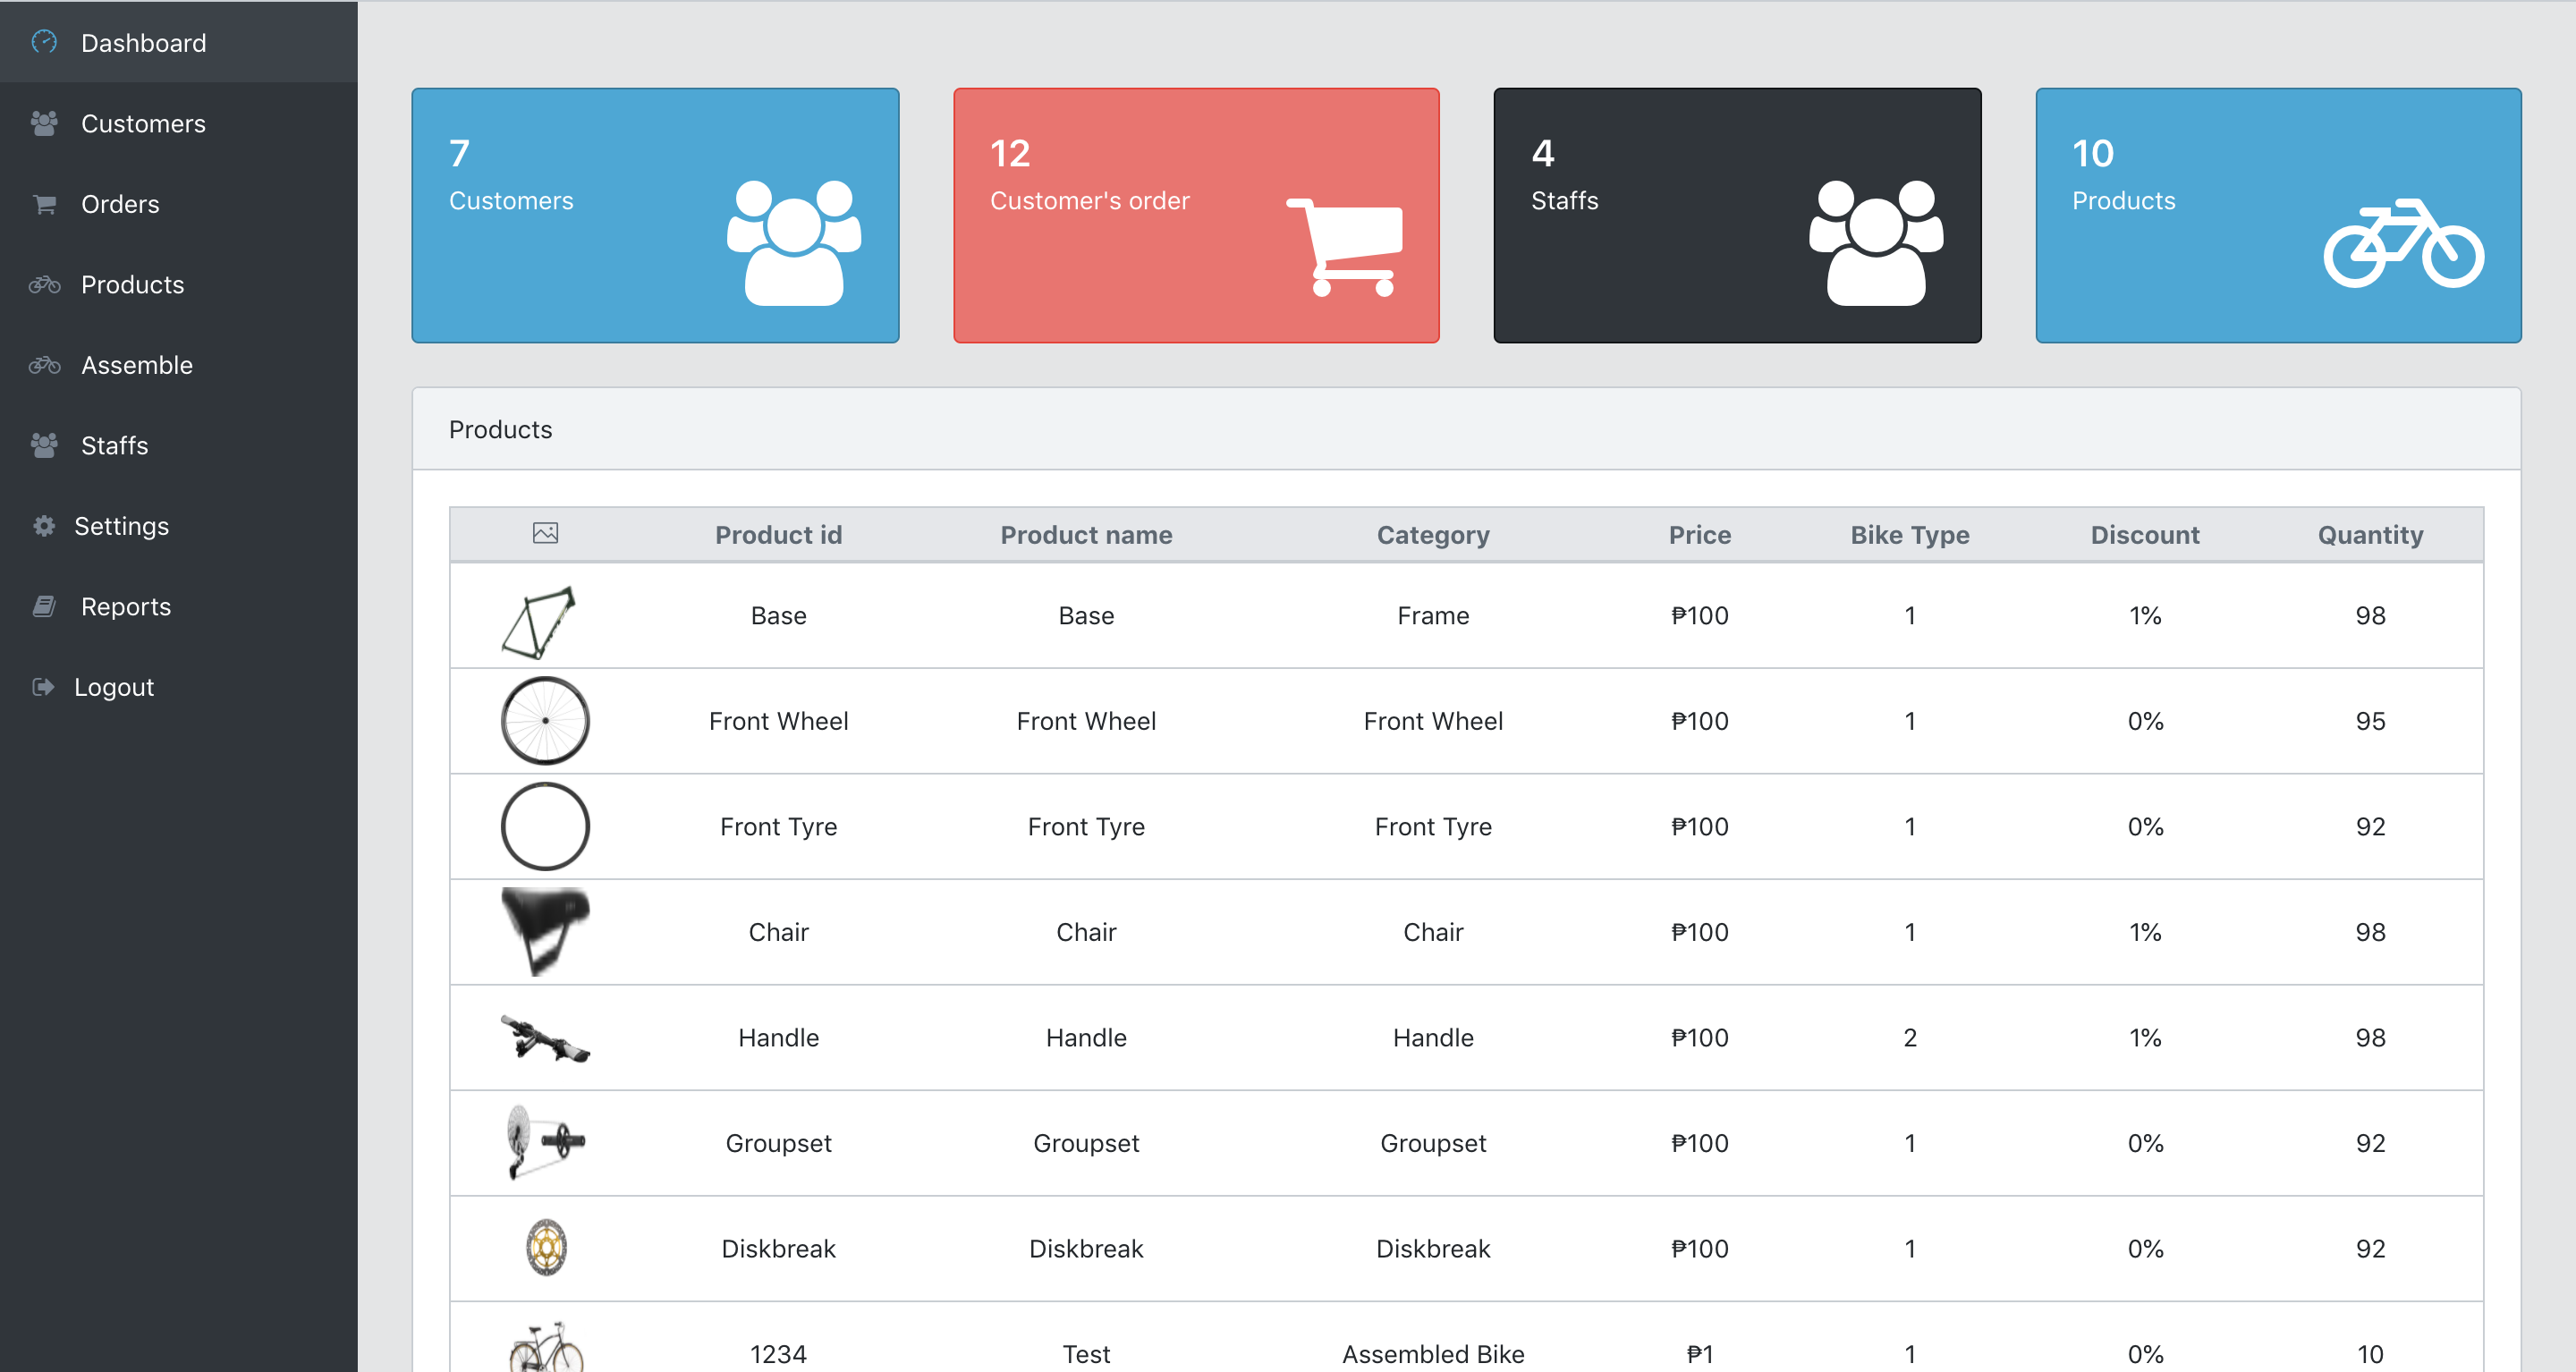 Dashboard
Customers
Orders
Products
Assemble
Staffs
Settings
Reports
Logout
7
Customers
12
Customer's order
4
Staffs
10
Products
Products
Product id Product name Category Price Bike Type Discount Quantity
Base Base Frame ₱100 1 1% 98
Front Wheel Front Wheel Front Wheel ₱100 1 0% 95
Front Tyre Front Tyre Front Tyre ₱100 1 0% 92
Chair Chair Chair ₱100 1 1% 98
Handle Handle Handle ₱100 2 1% 98
Groupset Groupset Groupset ₱100 1 0% 92
Diskbreak Diskbreak Diskbreak ₱100 1 0% 92
1234 Test Assembled Bike ₱1 1 0% 10